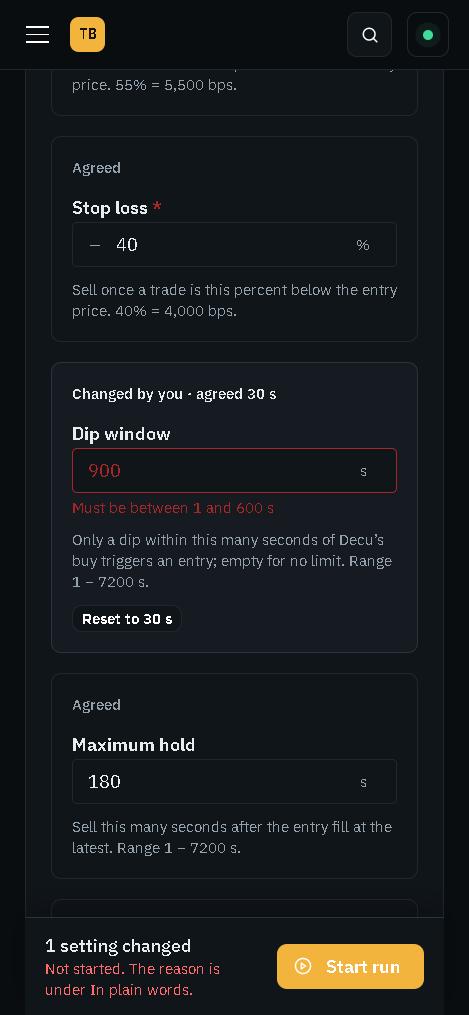 TB
price. 55% = 5,500 bps.
Agreed
Stop loss *
– 40 %
Sell once a trade is this percent below the entry
price. 40% = 4,000 bps.
Changed by you · agreed 30 s
Dip window
900 s
Must be between 1 and 600 s
Only a dip within this many seconds of Decu’s
buy triggers an entry; empty for no limit. Range
1 – 7200 s.
Reset to 30 s
Agreed
Maximum hold
180 s
Sell this many seconds after the entry fill at the
latest. Range 1 – 7200 s.
1 setting changed
Not started. The reason is
under In plain words.
Start run